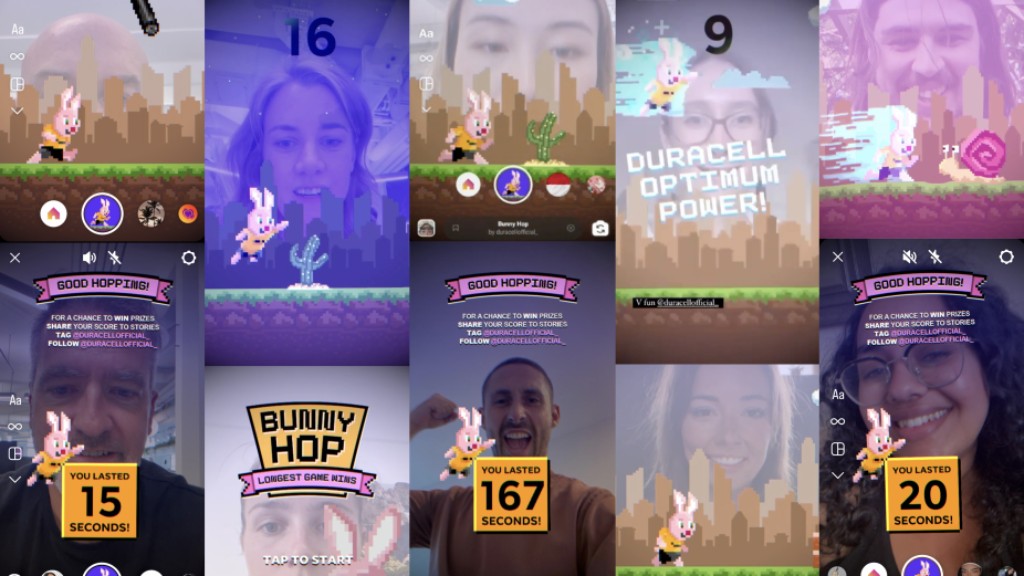 Aa
16
Aa
Bunny Hop
by duracellofficial_
9
DURACELL
OPTIMUM
POWER!
V fun @duracellofficial_
GOOD HOPPING!
FOR A CHANCE TO WIN PRIZES
SHARE YOUR SCORE TO STORIES
TAG @DURACELLOFFICIAL_
FOLLOW @DURACELLOFFICIAL_
Aa
YOU LASTED
15
SECONDS!
BUNNY
HOP
LONGEST GAME WINS
TAP TO START
GOOD HOPPING!
FOR A CHANCE TO WIN PRIZES
SHARE YOUR SCORE TO STORIES
TAG @DURACELLOFFICIAL_
FOLLOW @DURACELLOFFICIAL_
YOU LASTED
167
SECONDS!
GOOD HOPPING!
FOR A CHANCE TO WIN PRIZES
SHARE YOUR SCORE TO STORIES
TAG @DURACELLOFFICIAL_
FOLLOW @DURACELLOFFICIAL_
Aa
YOU LASTED
20
SECONDS!